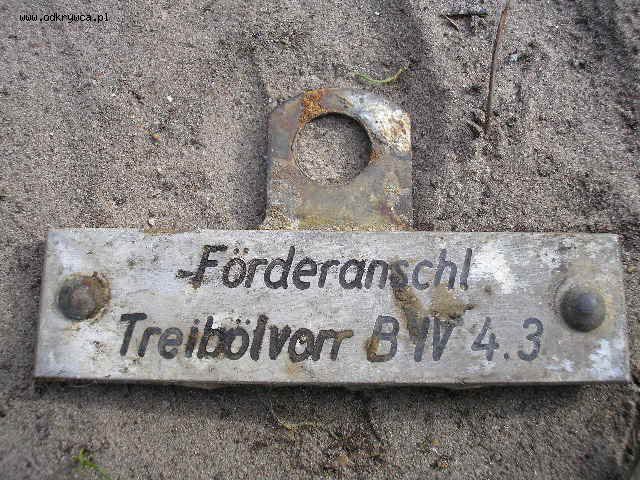 www.odkrywca.pl
Förderanschl
Treibölvorr B IV 4.3